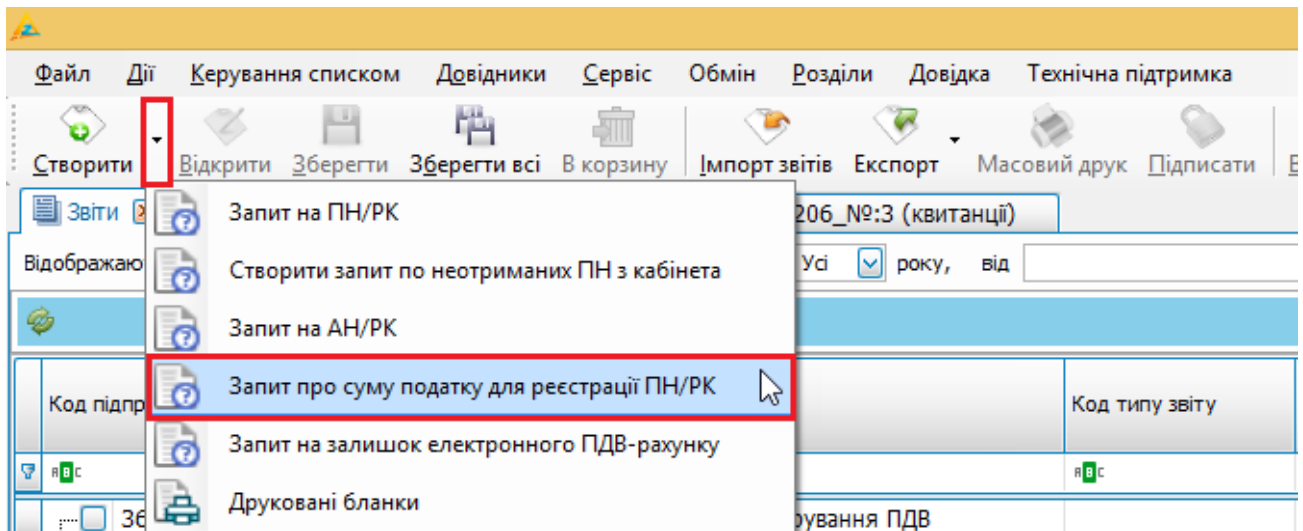 Файл Дії Керування списком Довідники Сервіс Обмін Розділи Довідка Технічна підтримка
Створити Відкрити Зберегти Зберегти всі В корзину Імпорт звітів Експорт Масовий друк Підписати
Звіти 206_№:3 (квитанції)
Запит на ПН/РК
Відображаю Усі року, від
Створити запит по неотриманих ПН з кабінета
Запит на АН/РК
Запит про суму податку для реєстрації ПН/РК
Код підпр Код типу звіту
Запит на залишок електронного ПДВ-рахунку
ABC ABC
Друковані бланки
Зб рування ПДВ